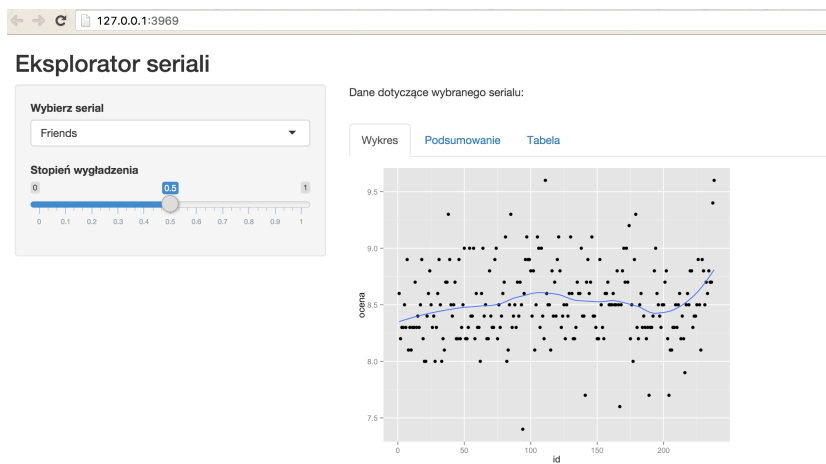 127.0.0.1:3969
Eksplorator seriali
Wybierz serial
Friends
Stopień wygładzenia
0 0.5 1
0 0.1 0.2 0.3 0.4 0.5 0.6 0.7 0.8 0.9 1
Dane dotyczące wybranego serialu:
Wykres Podsumowanie Tabela
9.5
9.0
8.5
8.0
7.5
ocena
0 50 100 150 200
id